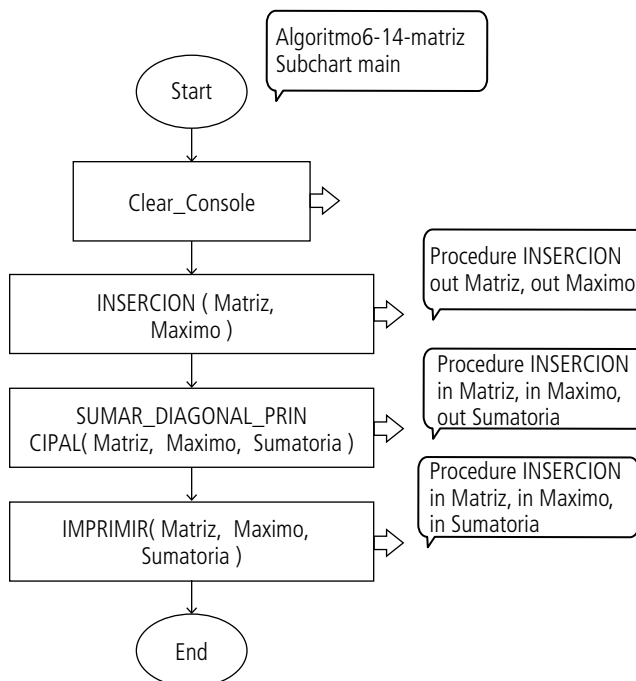 Algoritmo6-14-matriz
Subchart main
Start
Clear_Console
Procedure INSERCION
out Matriz, out Maximo
INSERCION ( Matriz,
Maximo )
Procedure INSERCION
in Matriz, in Maximo,
out Sumatoria
SUMAR_DIAGONAL_PRIN
CIPAL( Matriz, Maximo, Sumatoria )
Procedure INSERCION
in Matriz, in Maximo,
in Sumatoria
IMPRIMIR( Matriz, Maximo,
Sumatoria )
End